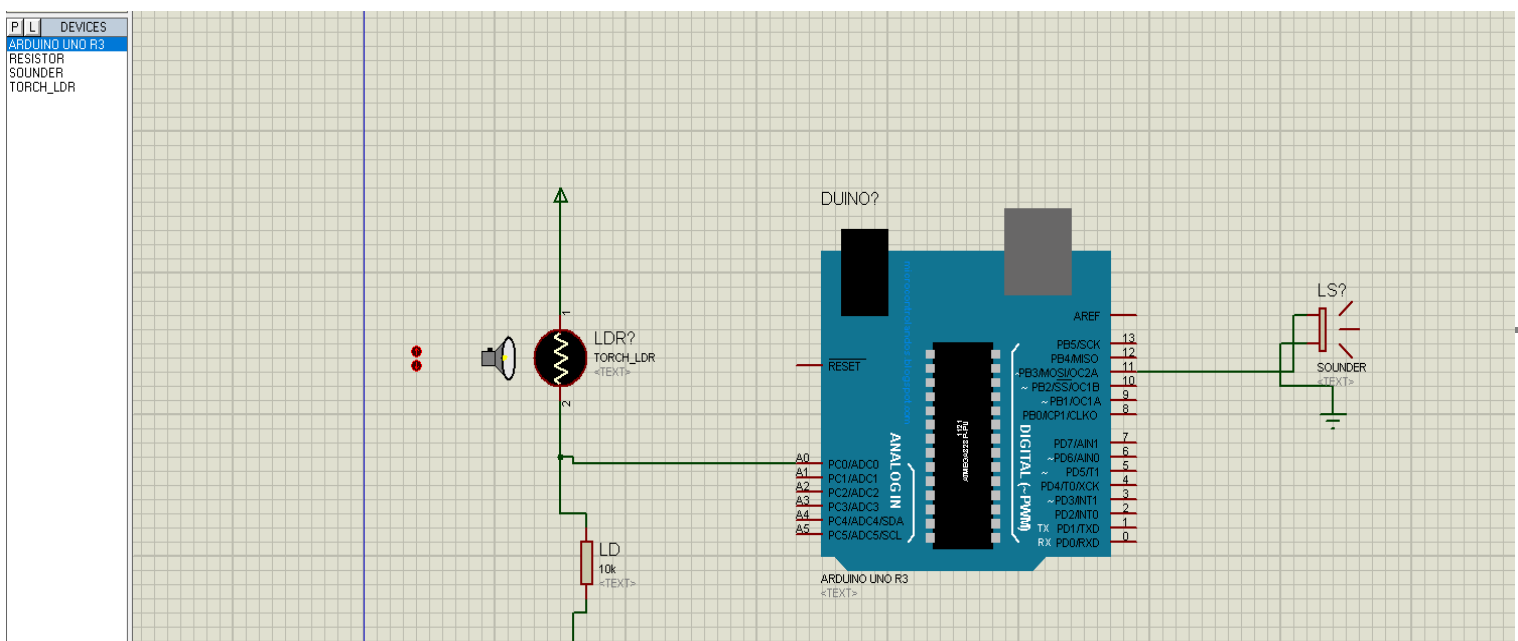 P L DEVICES
ARDUINO UNO R3
RESISTOR
SOUNDER
TORCH_LDR
DUINO?
LS?
SOUNDER
<TEXT>
1
LDR?
TORCH_LDR
<TEXT>
2
RESET
AREF
13
PB5/SCK
12
PB4/MISO
11
~PB3/MOSI/OC2A
10
~ PB2/SS/OC1B
9
~ PB1/OC1A
8
PB0/ICP1/CLKO
7
PD7/AIN1
6
~PD6/AIN0
5
~ PD5/T1
4
PD4/T0/XCK
3
~PD3/INT1
2
PD2/INT0
1
TX PD1/TXD
0
RX PD0/RXD
ANALOG IN
DIGITAL (~PWM)
1121
A0 PC0/ADC0
A1 PC1/ADC1
A2 PC2/ADC2
A3 PC3/ADC3
A4 PC4/ADC4/SDA
A5 PC5/ADC5/SCL
ARDUINO UNO R3
<TEXT>
LD
10k
<TEXT>